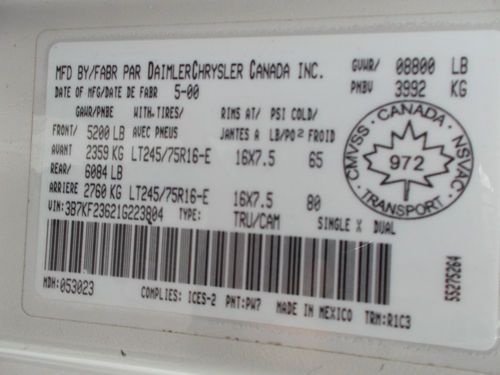 MFD BY/FABR PAR DAIMLERCHRYSLER CANADA INC.
GVWR/ 08800 LB
DATE OF MFG/DATE DE FABR 5-00
PNBV 3992 KG
GAWR/PNBE WITH-TIRES/ RIMS AT/ PSI COLD/
FRONT/ 5200 LB AVEC PNEUS JANTES A LB/PO² FROID
AVANT 2359 KG LT245/75R16-E 16X7.5 65
REAR/ 6084 LB
ARRIERE 2760 KG LT245/75R16-E 16X7.5 80
VIN: 3B7KF23621G223804 TYPE: TRU/CAM SINGLE X DUAL
MDH: 053023
COMPLIES: ICES-2 PNT: PW7 MADE IN MEXICO TRM: R1C3
CANADA
CMVSS
NSVAC
972
TRANSPORT
55275264